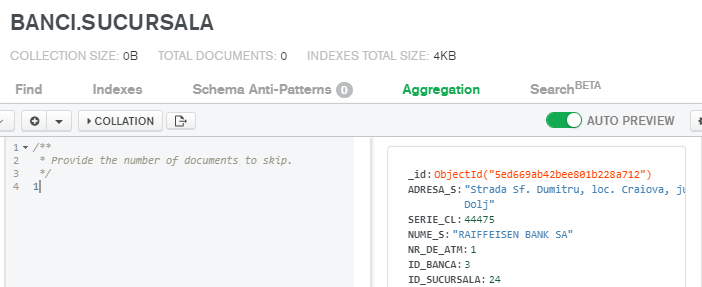 BANCI.SUCURSALA
COLLECTION SIZE: 0B TOTAL DOCUMENTS: 0 INDEXES TOTAL SIZE: 4KB
Find Indexes Schema Anti-Patterns 0 Aggregation Search BETA
COLLATION AUTO PREVIEW
1 /**
2 * Provide the number of documents to skip.
3 */
4 1
_id: ObjectId("5ed669ab42bee801b228a712")
ADRESA_S: "Strada Sf. Dumitru, loc. Craiova, ju
Dolj"
SERIE_CL: 44475
NUME_S: "RAIFFEISEN BANK SA"
NR_DE_ATM: 1
ID_BANCA: 3
ID_SUCURSALA: 24